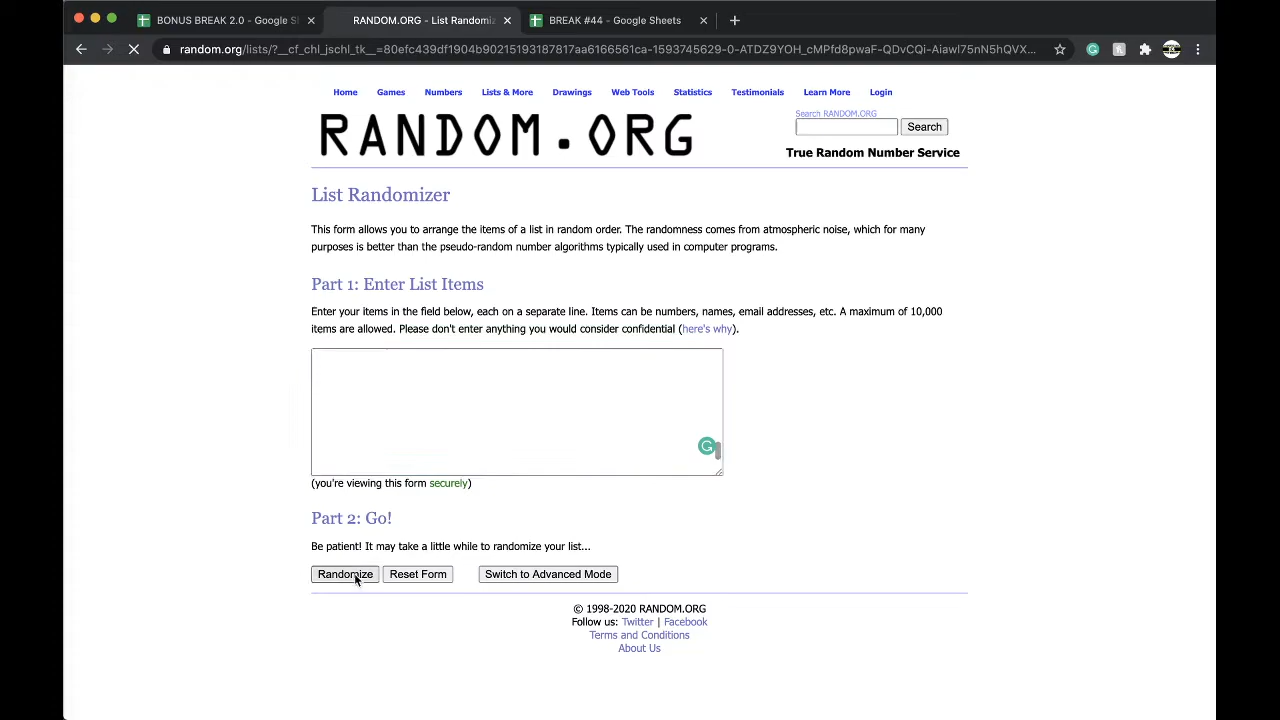 BONUS BREAK 2.0 - Google S
RANDOM.ORG - List Randomiz
BREAK #44 - Google Sheets
random.org/lists/?__cf_chl_jschl_tk__=80efc439df1904b90215193187817aa6166561ca-1593745629-0-ATDZ9YOH_cMPfd8pwaF-QDvCQi-Aiawl75nN5hQVX...
Home Games Numbers Lists & More Drawings Web Tools Statistics Testimonials Learn More Login
Search RANDOM.ORG
RANDOM.ORG
Search
True Random Number Service
List Randomizer
This form allows you to arrange the items of a list in random order. The randomness comes from atmospheric noise, which for many
purposes is better than the pseudo-random number algorithms typically used in computer programs.
Part 1: Enter List Items
Enter your items in the field below, each on a separate line. Items can be numbers, names, email addresses, etc. A maximum of 10,000
items are allowed. Please don't enter anything you would consider confidential (here's why).
(you're viewing this form securely)
Part 2: Go!
Be patient! It may take a little while to randomize your list...
Randomize Reset Form Switch to Advanced Mode
© 1998-2020 RANDOM.ORG
Follow us: Twitter | Facebook
Terms and Conditions
About Us